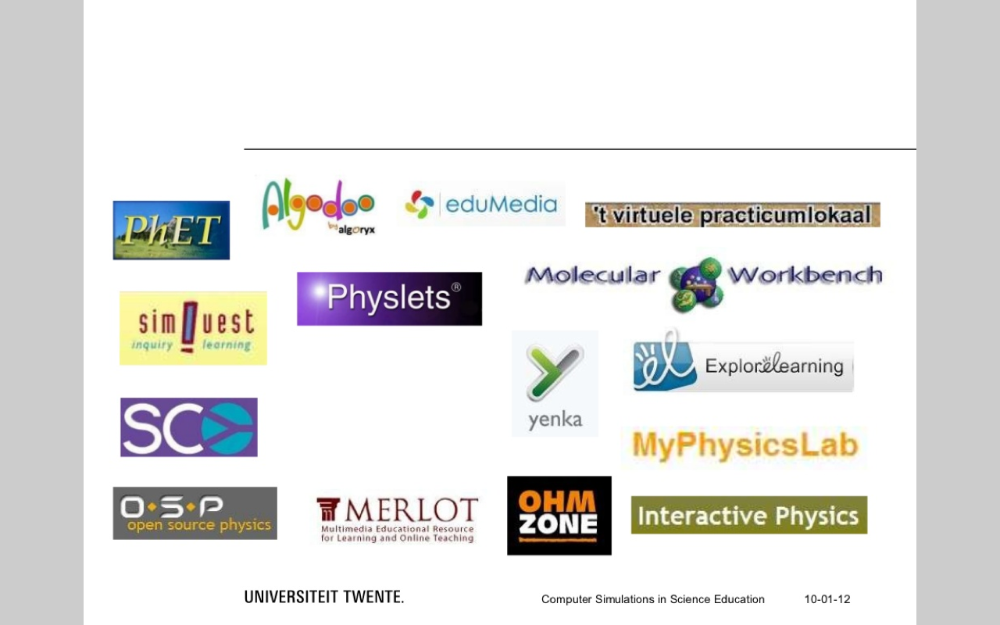 Algodoo
by algoryx
eduMedia
't virtuele practicumlokaal
PhET
Molecular Workbench
Physlets®
simQuest
inquiry learning
Explorelearning
yenka
SCY
MyPhysicsLab
O·S·P
open source physics
MERLOT
Multimedia Educational Resource
for Learning and Online Teaching
OHM
ZONE
Interactive Physics
UNIVERSITEIT TWENTE.
Computer Simulations in Science Education
10-01-12